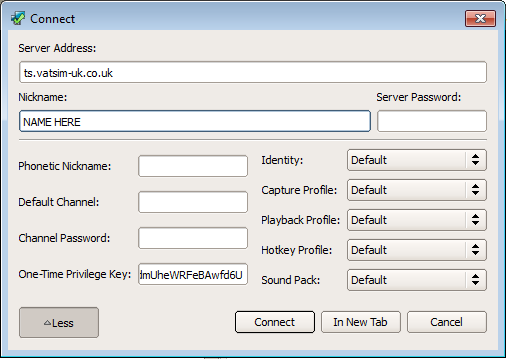 Connect
Server Address:
ts.vatsim-uk.co.uk
Nickname: Server Password:
NAME HERE
Phonetic Nickname: Identity: Default
Default Channel: Capture Profile: Default
Channel Password: Playback Profile: Default
Hotkey Profile: Default
One-Time Privilege Key: Sound Pack: Default
Less Connect In New Tab Cancel